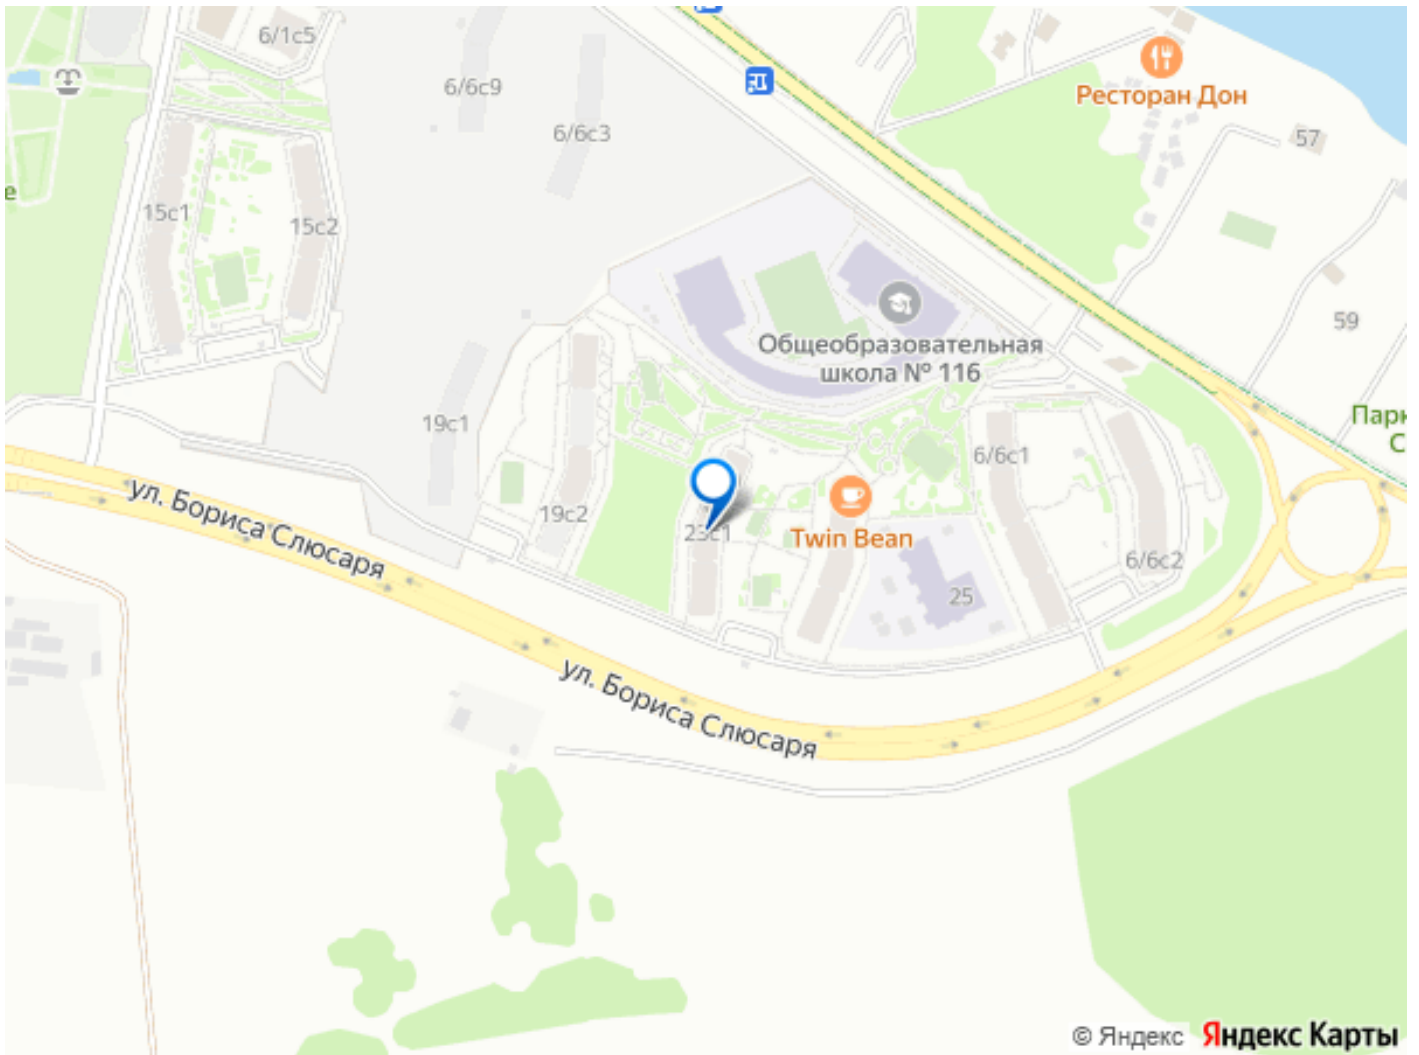 6/1с5
6/6с9
6/6с3
Ресторан Дон
57
е
15с1
15с2
59
Общеобразовательная
школа № 116
Парк
С
19с1
6/6с1
ул. Бориса Слюсаря
19с2
23с1
Twin Bean
6/6с2
25
ул. Бориса Слюсаря
© Яндекс Яндекс Карты